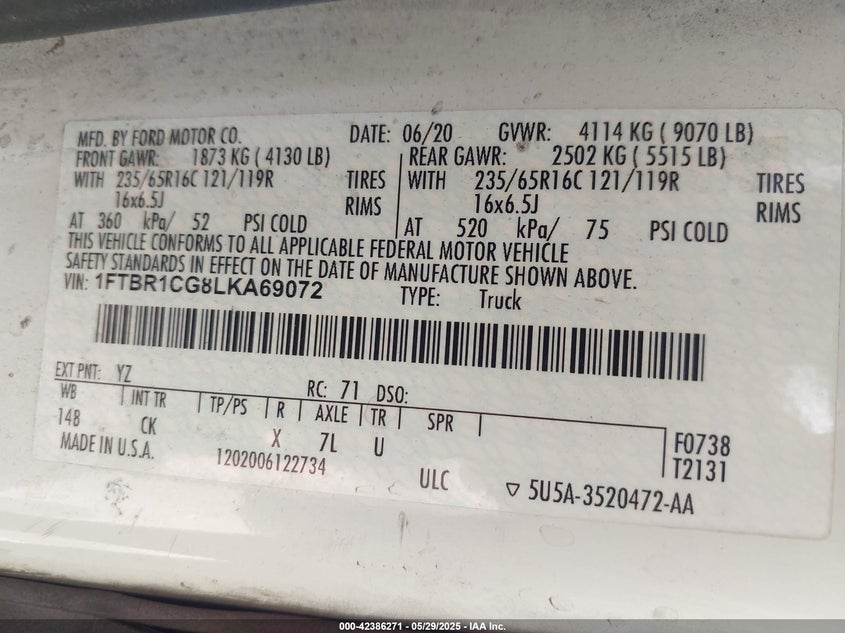 MFD. BY FORD MOTOR CO. DATE: 06/20 GVWR: 4114 KG ( 9070 LB)
FRONT GAWR: 1873 KG ( 4130 LB) REAR GAWR: 2502 KG ( 5515 LB)
WITH 235/65R16C 121/119R TIRES WITH 235/65R16C 121/119R TIRES
16x6.5J RIMS 16x6.5J RIMS
AT 360 kPa/ 52 PSI COLD AT 520 kPa/ 75 PSI COLD
THIS VEHICLE CONFORMS TO ALL APPLICABLE FEDERAL MOTOR VEHICLE
SAFETY STANDARDS IN EFFECT ON THE DATE OF MANUFACTURE SHOWN ABOVE.
VIN: 1FTBR1CG8LKA69072 TYPE: Truck
EXT PNT: YZ RC: 71 DSO:
WB INT TR TP/PS R AXLE TR SPR
148 CK X 7L U F0738
MADE IN U.S.A. 1202006122734 ULC T2131
▽ 5U5A-3520472-AA
000-42386271 | 05/29/2025 - IAA Inc.